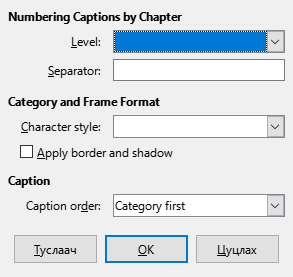 Numbering Captions by Chapter
Level:
Separator:
Category and Frame Format
Character style:
Apply border and shadow
Caption
Caption order: Category first
Туслаач OK Цуцлах